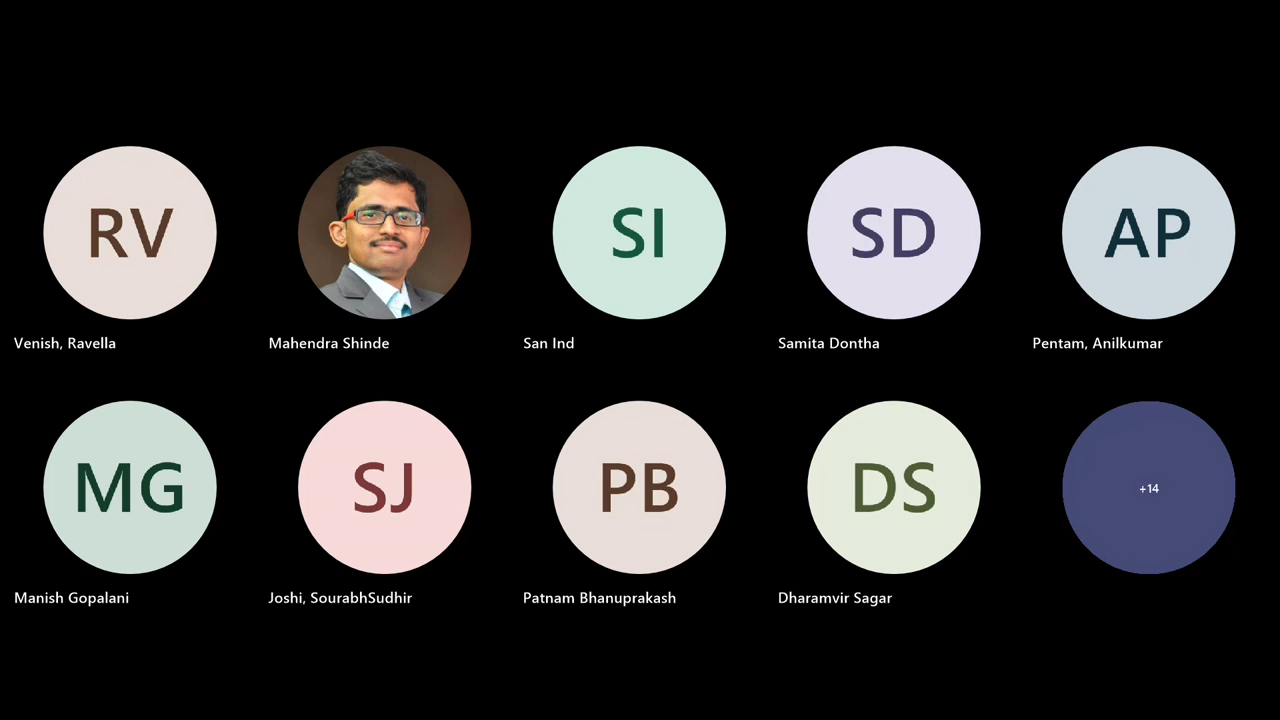 RV
SI
SD
AP
Venish, Ravella
Mahendra Shinde
San Ind
Samita Dontha
Pentam, Anilkumar
MG
SJ
PB
DS
+14
Manish Gopalani
Joshi, SourabhSudhir
Patnam Bhanuprakash
Dharamvir Sagar